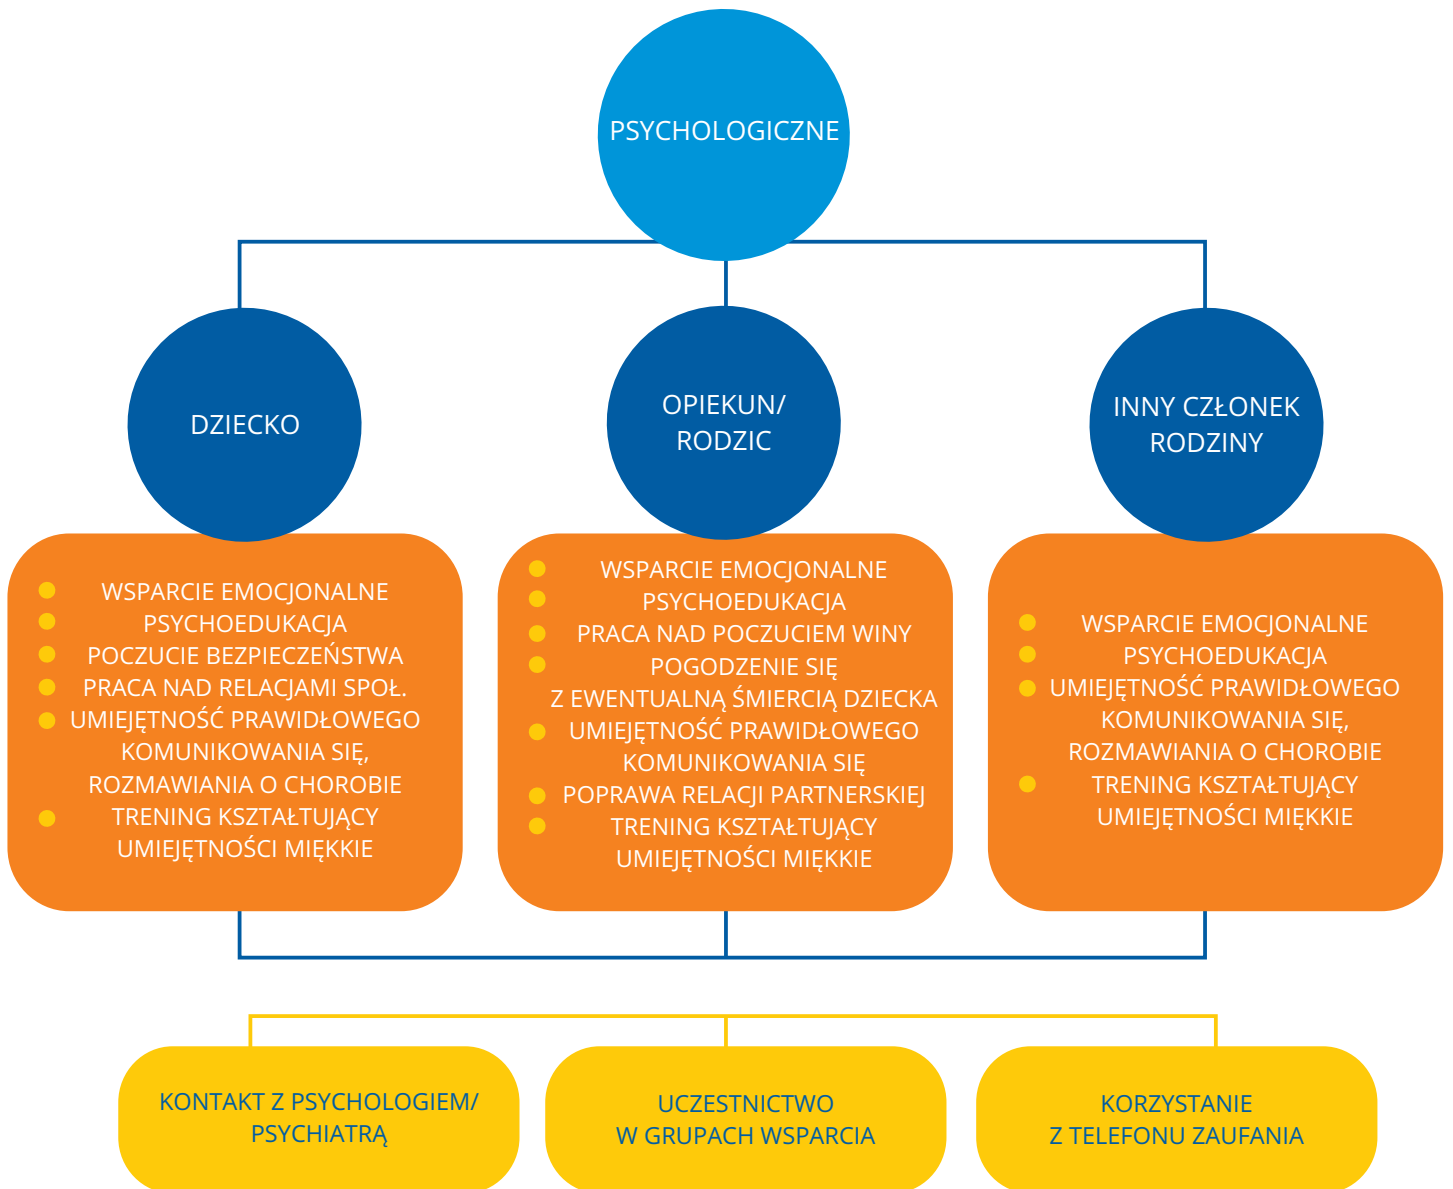 PSYCHOLOGICZNE
DZIECKO
OPIEKUN/
RODZIC
INNY CZŁONEK
RODZINY
WSPARCIE EMOCJONALNE
PSYCHOEDUKACJA
POCZUCIE BEZPIECZEŃSTWA
PRACA NAD RELACJAMI SPOŁ.
UMIEJĘTNOŚĆ PRAWIDŁOWEGO
KOMUNIKOWANIA SIĘ,
ROZMAWIANIA O CHOROBIE
TRENING KSZTAŁTUJĄCY
UMIEJĘTNOŚCI MIĘKKIE
WSPARCIE EMOCJONALNE
PSYCHOEDUKACJA
PRACA NAD POCZUCIEM WINY
POGODZENIE SIĘ
Z EWENTUALNĄ ŚMIERCIĄ DZIECKA
UMIEJĘTNOŚĆ PRAWIDŁOWEGO
KOMUNIKOWANIA SIĘ
POPRAWA RELACJI PARTNERSKIEJ
TRENING KSZTAŁTUJĄCY
UMIEJĘTNOŚCI MIĘKKIE
WSPARCIE EMOCJONALNE
PSYCHOEDUKACJA
UMIEJĘTNOŚĆ PRAWIDŁOWEGO
KOMUNIKOWANIA SIĘ,
ROZMAWIANIA O CHOROBIE
TRENING KSZTAŁTUJĄCY
UMIEJĘTNOŚCI MIĘKKIE
KONTAKT Z PSYCHOLOGIEM/
PSYCHIATRĄ
UCZESTNICTWO
W GRUPACH WSPARCIA
KORZYSTANIE
Z TELEFONU ZAUFANIA